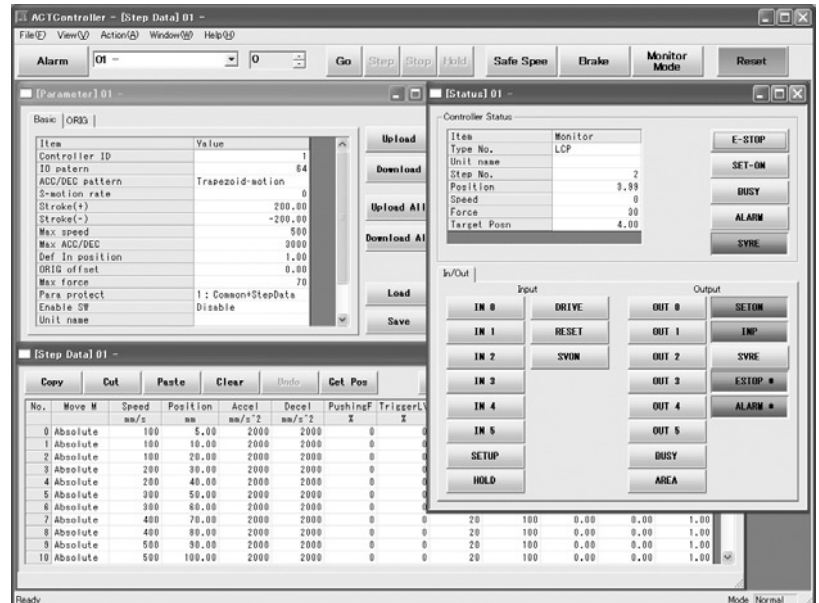 ACTController - [Step Data] 01 -
File(F) View(V) Action(A) Window(W) Help(H)
Alarm 01 - 0 Go Step Stop Hold Safe Spee Brake Monitor Mode Reset
[Parameter] 01 -
Basic ORIG
Item Value
Controller ID 1
IO patern 64
ACC/DEC pattern Trapezoid-motion
S-motion rate 0
Stroke(+) 200.00
Stroke(-) -200.00
Max speed 500
Max ACC/DEC 3000
Def In position 1.00
ORIG offset 0.00
Max force 70
Para protect 1 : Common+StepData
Enable SW Disable
Unit name
Upload
Download
Upload All
Download Al
Load
Save
[Status] 01 -
Controller Status
Item Monitor
Type No. LCP
Unit name
Step No. 2
Position 3.99
Speed 0
Force 30
Target Posn 4.00
E-STOP
SET-ON
BUSY
ALARM
SVRE
In/Out
Input Output
IN 0 DRIVE OUT 0 SETON
IN 1 RESET OUT 1 INP
IN 2 SVON OUT 2 SVRE
IN 3 OUT 3 ESTOP *
IN 4 OUT 4 ALARM *
IN 5 OUT 5
SETUP BUSY
HOLD AREA
[Step Data] 01 -
Copy Cut Paste Clear Undo Get Pos
No. Move M Speed Position Accel Decel PushingF TriggerLV
mm/s mm mm/s^2 mm/s^2 % %
0 Absolute 100 5.00 2000 2000 0 0
1 Absolute 100 10.00 2000 2000 0 0
2 Absolute 100 20.00 2000 2000 0 0
3 Absolute 200 30.00 2000 2000 0 0
4 Absolute 200 40.00 2000 2000 0 0
5 Absolute 300 50.00 2000 2000 0 0
6 Absolute 300 60.00 2000 2000 0 0
7 Absolute 400 70.00 2000 2000 0 0 20 100 0.00 0.00 1.00
8 Absolute 400 80.00 2000 2000 0 0 20 100 0.00 0.00 1.00
9 Absolute 500 90.00 2000 2000 0 0 20 100 0.00 0.00 1.00
10 Absolute 500 100.00 2000 2000 0 0 20 100 0.00 0.00 1.00
Ready Mode Normal